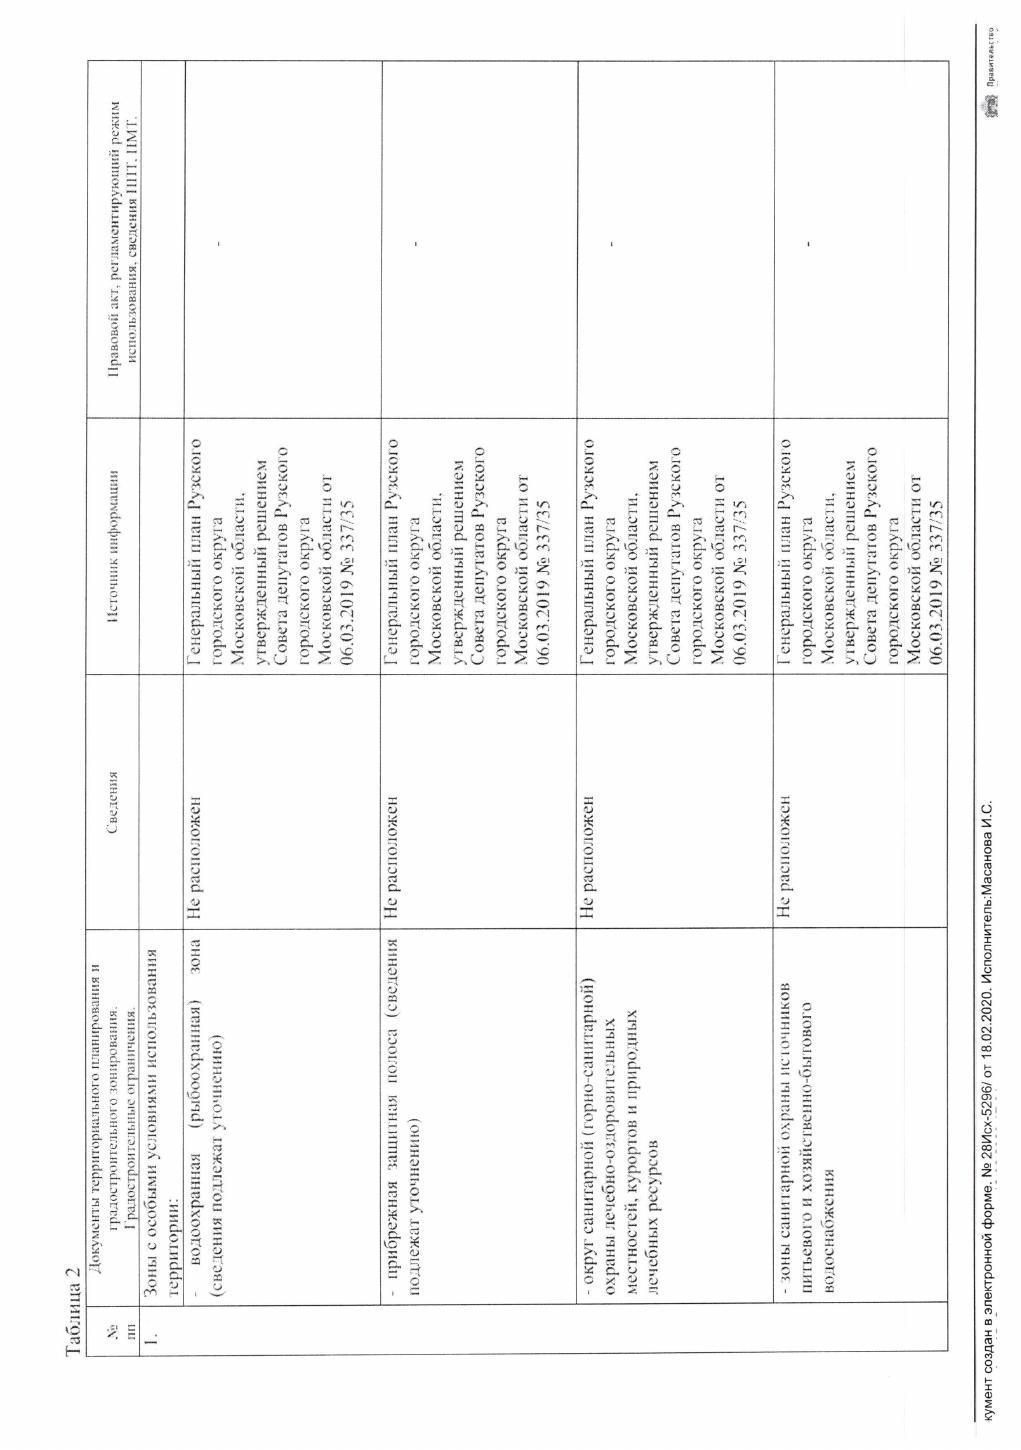 Таблица 2
№
пп
Документы территориального планирования и
градостроительного зонирования.
Градостроительные ограничения.
Сведения
Источник информации
Правовой акт, регламентирующий режим
использования, сведения ППТ, ПМТ.
1.
Зоны с особыми условиями использования
территории:
- водоохранная (рыбоохранная) зона
(сведения подлежат уточнению)
Не расположен
Генеральный план Рузского
городского округа
Московской области,
утвержденный решением
Совета депутатов Рузского
городского округа
Московской области от
06.03.2019 № 337/35
-
- прибрежная защитная полоса (сведения
подлежат уточнению)
Не расположен
Генеральный план Рузского
городского округа
Московской области,
утвержденный решением
Совета депутатов Рузского
городского округа
Московской области от
06.03.2019 № 337/35
-
- округ санитарной (горно-санитарной)
охраны лечебно-оздоровительных
местностей, курортов и природных
лечебных ресурсов
Не расположен
Генеральный план Рузского
городского округа
Московской области,
утвержденный решением
Совета депутатов Рузского
городского округа
Московской области от
06.03.2019 № 337/35
-
- зоны санитарной охраны источников
питьевого и хозяйственно-бытового
водоснабжения
Не расположен
Генеральный план Рузского
городского округа
Московской области,
утвержденный решением
Совета депутатов Рузского
городского округа
Московской области от
06.03.2019 № 337/35
-
кумент создан в электронной форме. № 28Исх-5296/ от 18.02.2020. Исполнитель:Масанова И.С.
Правительство